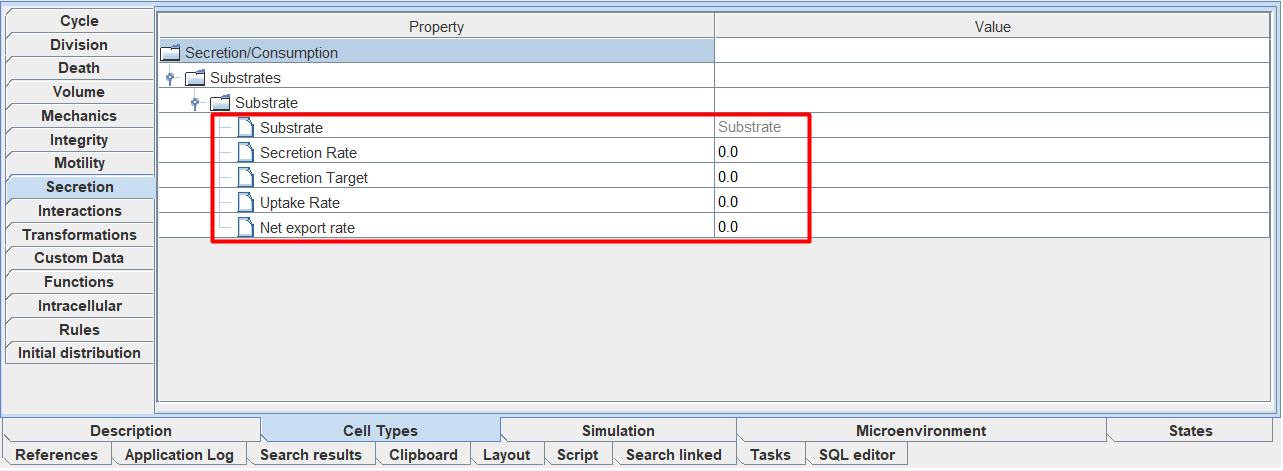 Cycle
Division
Death
Volume
Mechanics
Integrity
Motility
Secretion
Interactions
Transformations
Custom Data
Functions
Intracellular
Rules
Initial distribution
Property Value
Secretion/Consumption
Substrates
Substrate
Substrate Substrate
Secretion Rate 0.0
Secretion Target 0.0
Uptake Rate 0.0
Net export rate 0.0
Description Cell Types Simulation Microenvironment States
References Application Log Search results Clipboard Layout Script Search linked Tasks SQL editor